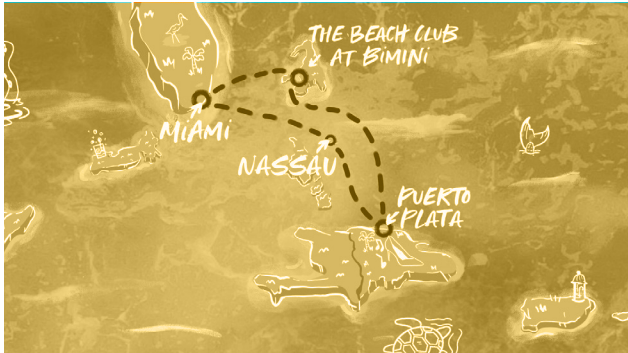 THE BEACH CLUB
AT BIMINI
MIAMI
NASSAU
PUERTO
PLATA